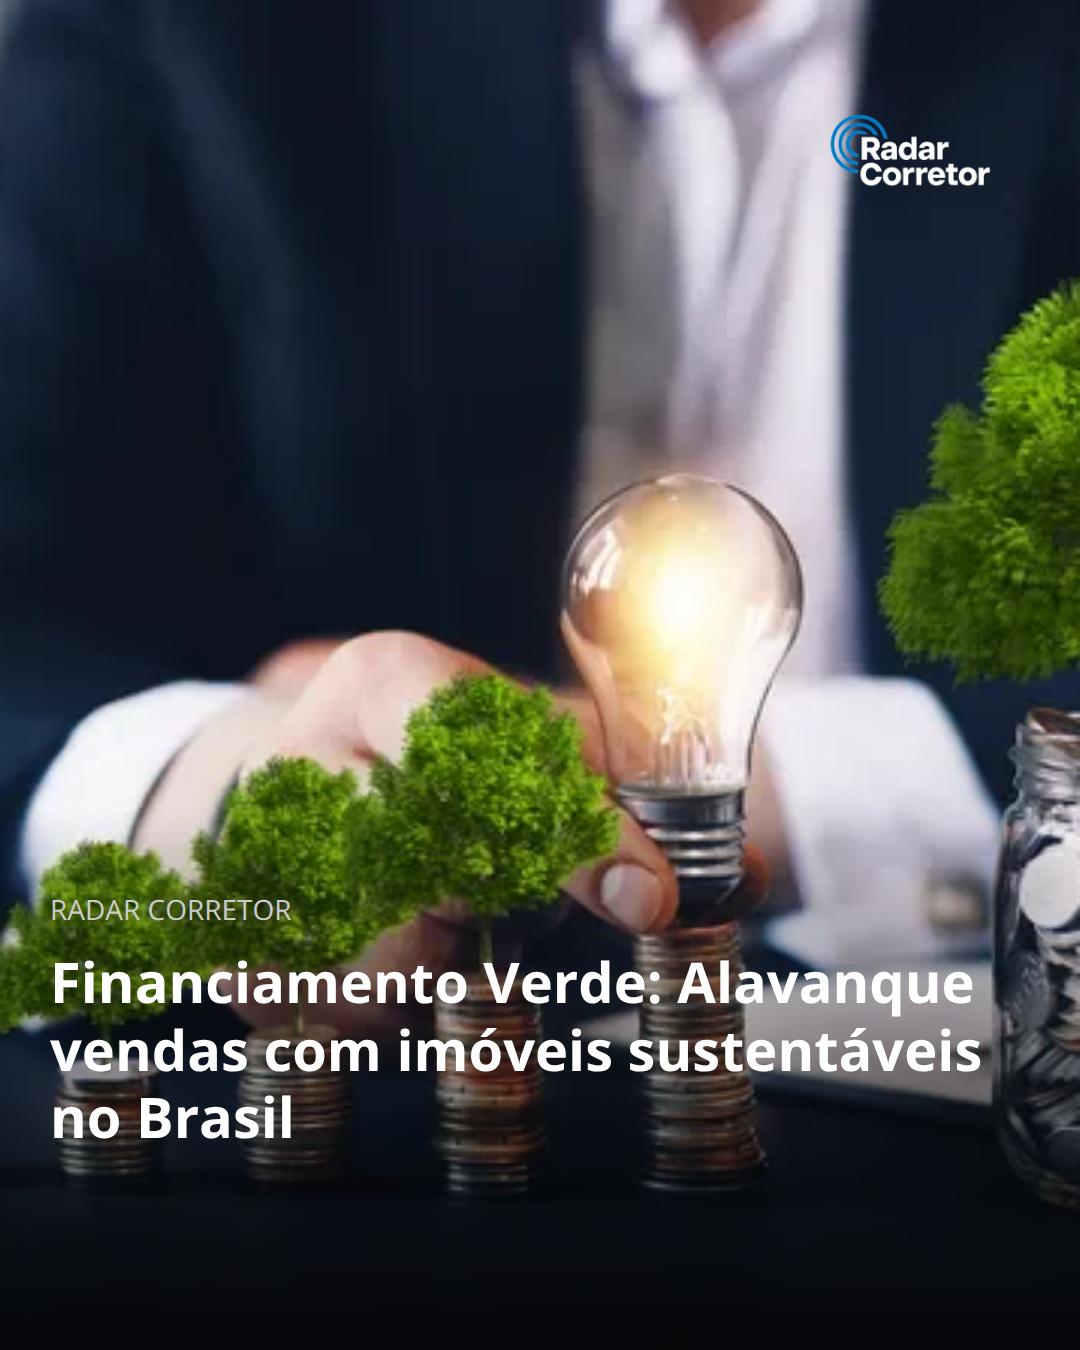 Radar
Corretor
RADAR CORRETOR
Financiamento Verde: Alavanque
vendas com imóveis sustentáveis
no Brasil